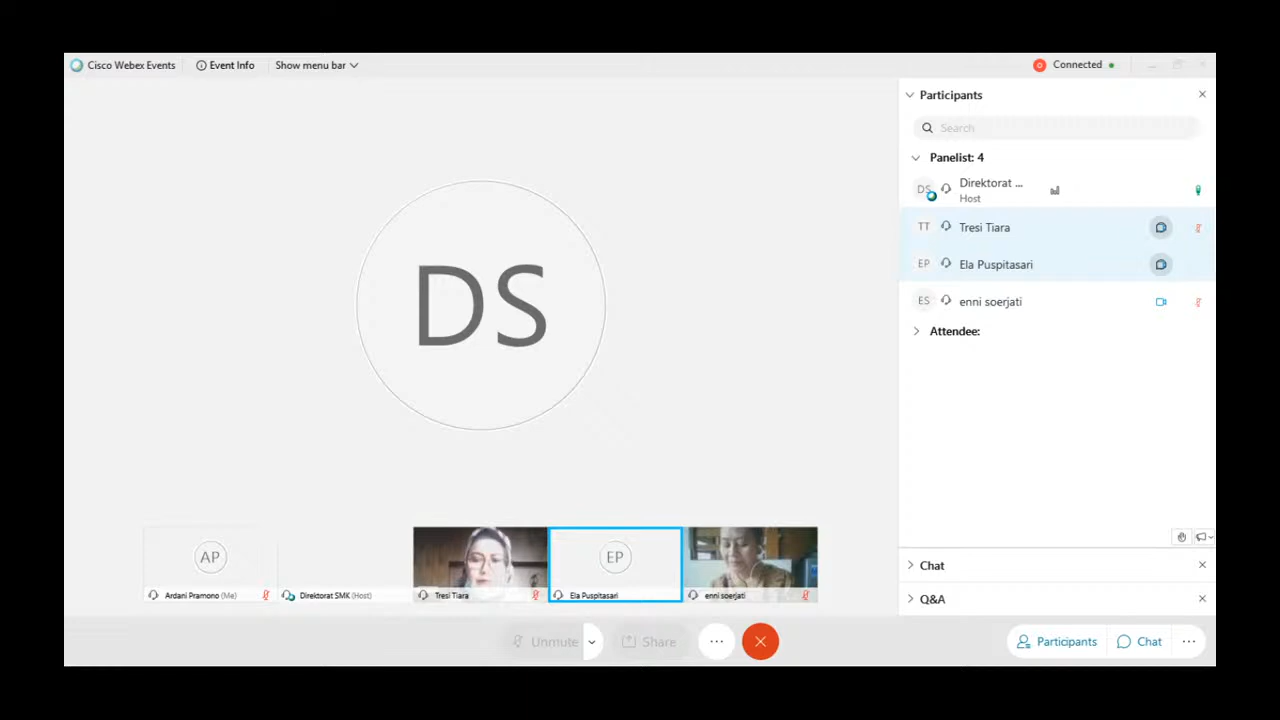 Cisco Webex Events
Event Info
Show menu bar
Connected
Participants
Search
Panelist: 4
DS
Direktorat ...
Host
TT
Tresi Tiara
EP
Ela Puspitasari
ES
enni soerjati
Attendee:
DS
AP
EP
Ardani Pramono (Me)
Direktorat SMK (Host)
Tresi Tiara
Ela Puspitasari
enni soerjati
Chat
Q&A
Unmute
Share
Participants
Chat